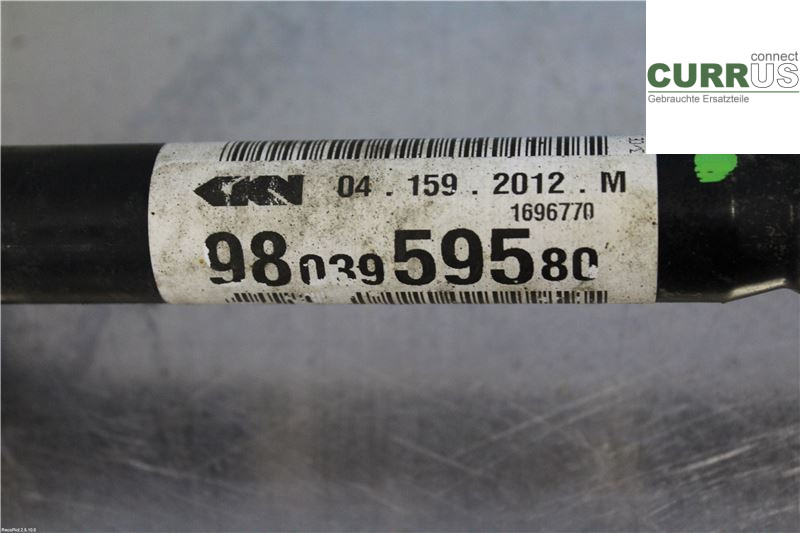 connect
CURRUS
Gebrauchte Ersatzteile
GKN 04 . 159 . 2012 . M
1696770
9803959580